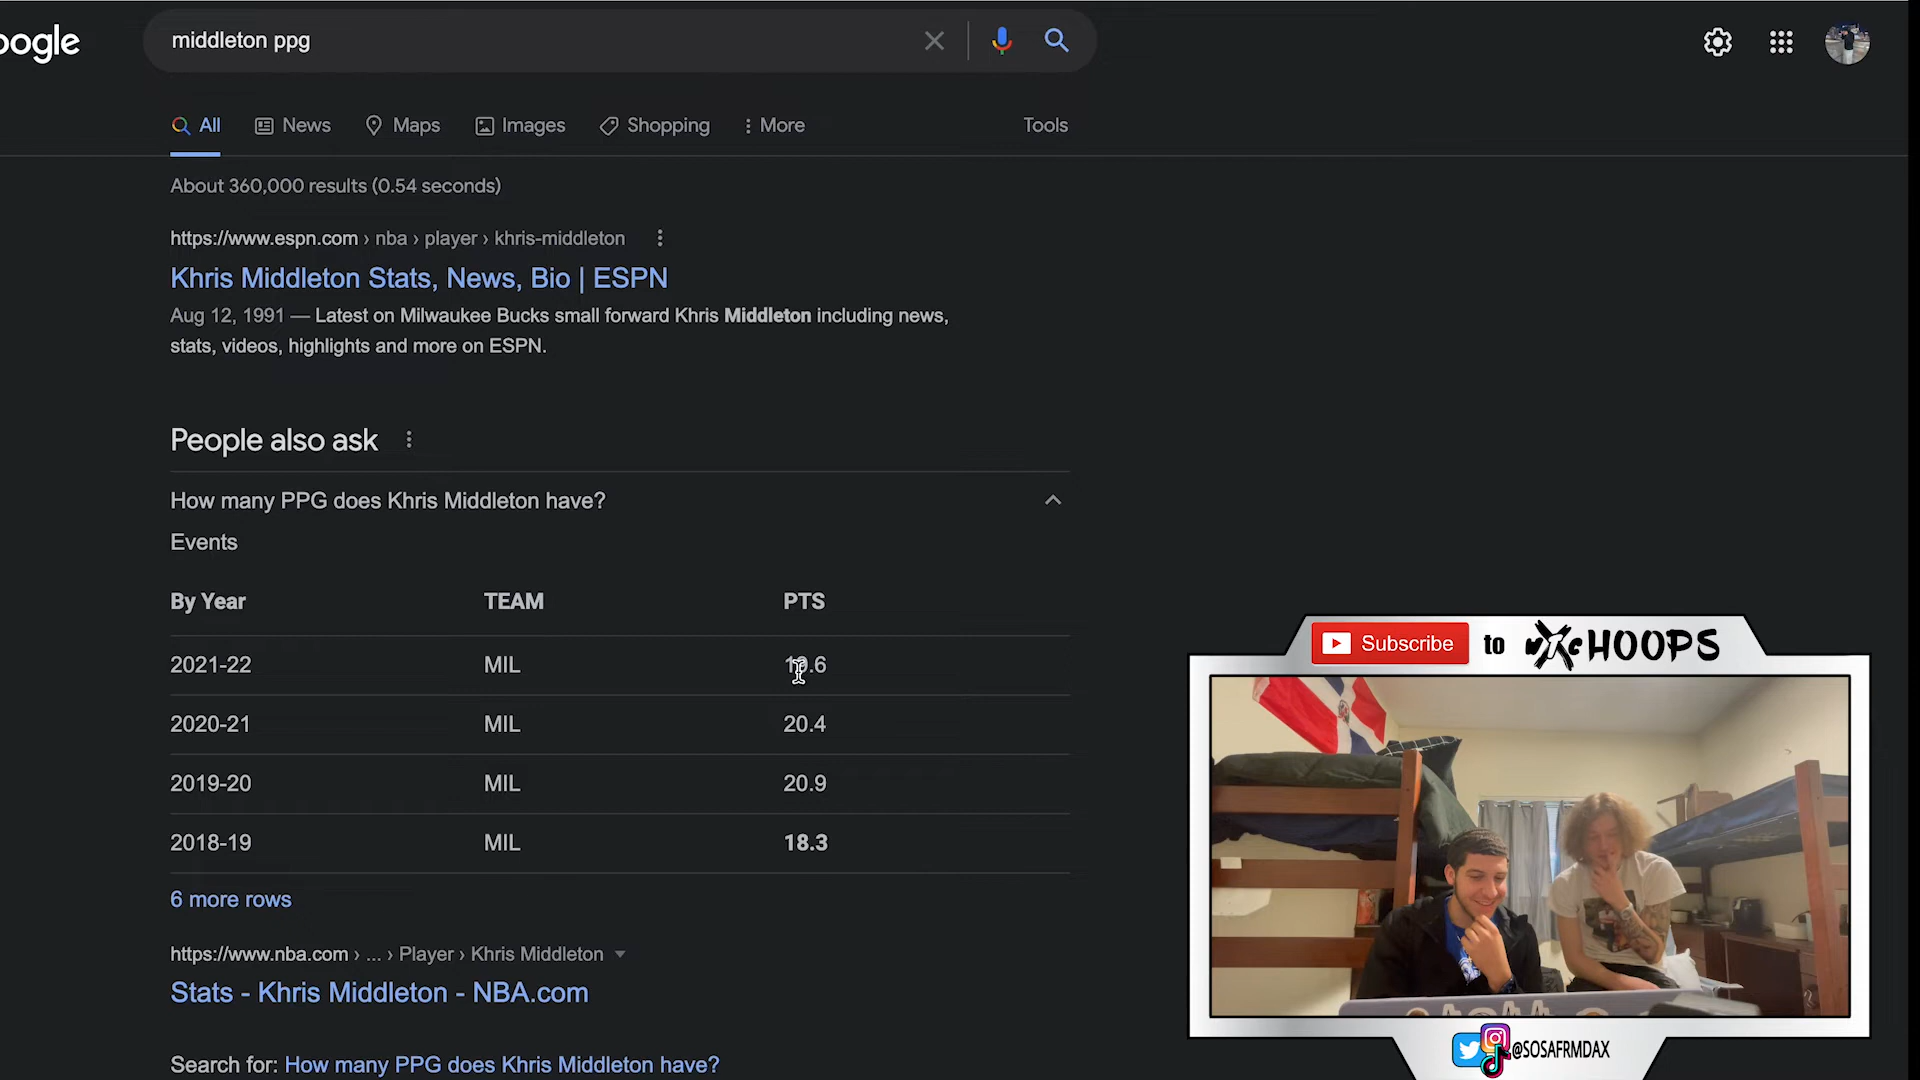 oogle
middleton ppg
All News Maps Images Shopping More Tools
About 360,000 results (0.54 seconds)
https://www.espn.com › nba › player › khris-middleton
Khris Middleton Stats, News, Bio | ESPN
Aug 12, 1991 — Latest on Milwaukee Bucks small forward Khris Middleton including news,
stats, videos, highlights and more on ESPN.
People also ask
How many PPG does Khris Middleton have?
Events
By Year TEAM PTS
2021-22 MIL
2020-21 MIL 20.4
2019-20 MIL 20.9
2018-19 MIL 18.3
6 more rows
https://www.nba.com › ... › Player › Khris Middleton
Stats - Khris Middleton - NBA.com
Search for: How many PPG does Khris Middleton have?
Subscribe to HOOPS
@SOSAFRMDAX